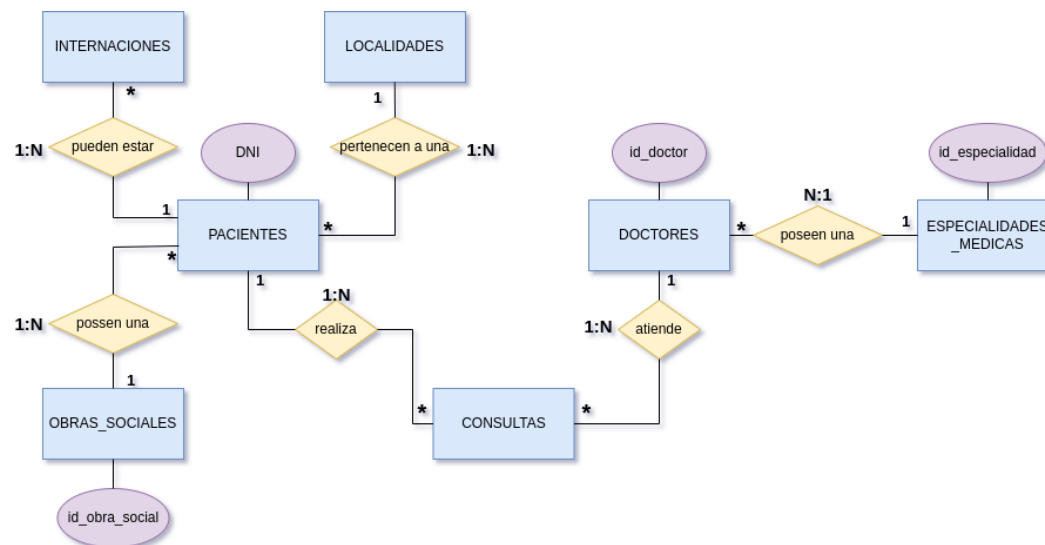 INTERNACIONES
LOCALIDADES
*
1
1:N
pueden estar
DNI
pertenecen a una
1:N
id_doctor
id_especialidad
1
PACIENTES
*
*
DOCTORES
*
N:1
poseen una
1
ESPECIALIDADES
_MEDICAS
1
1:N
realiza
1
1:N
atiende
1:N
possen una
1
OBRAS_SOCIALES
*
CONSULTAS
*
id_obra_social